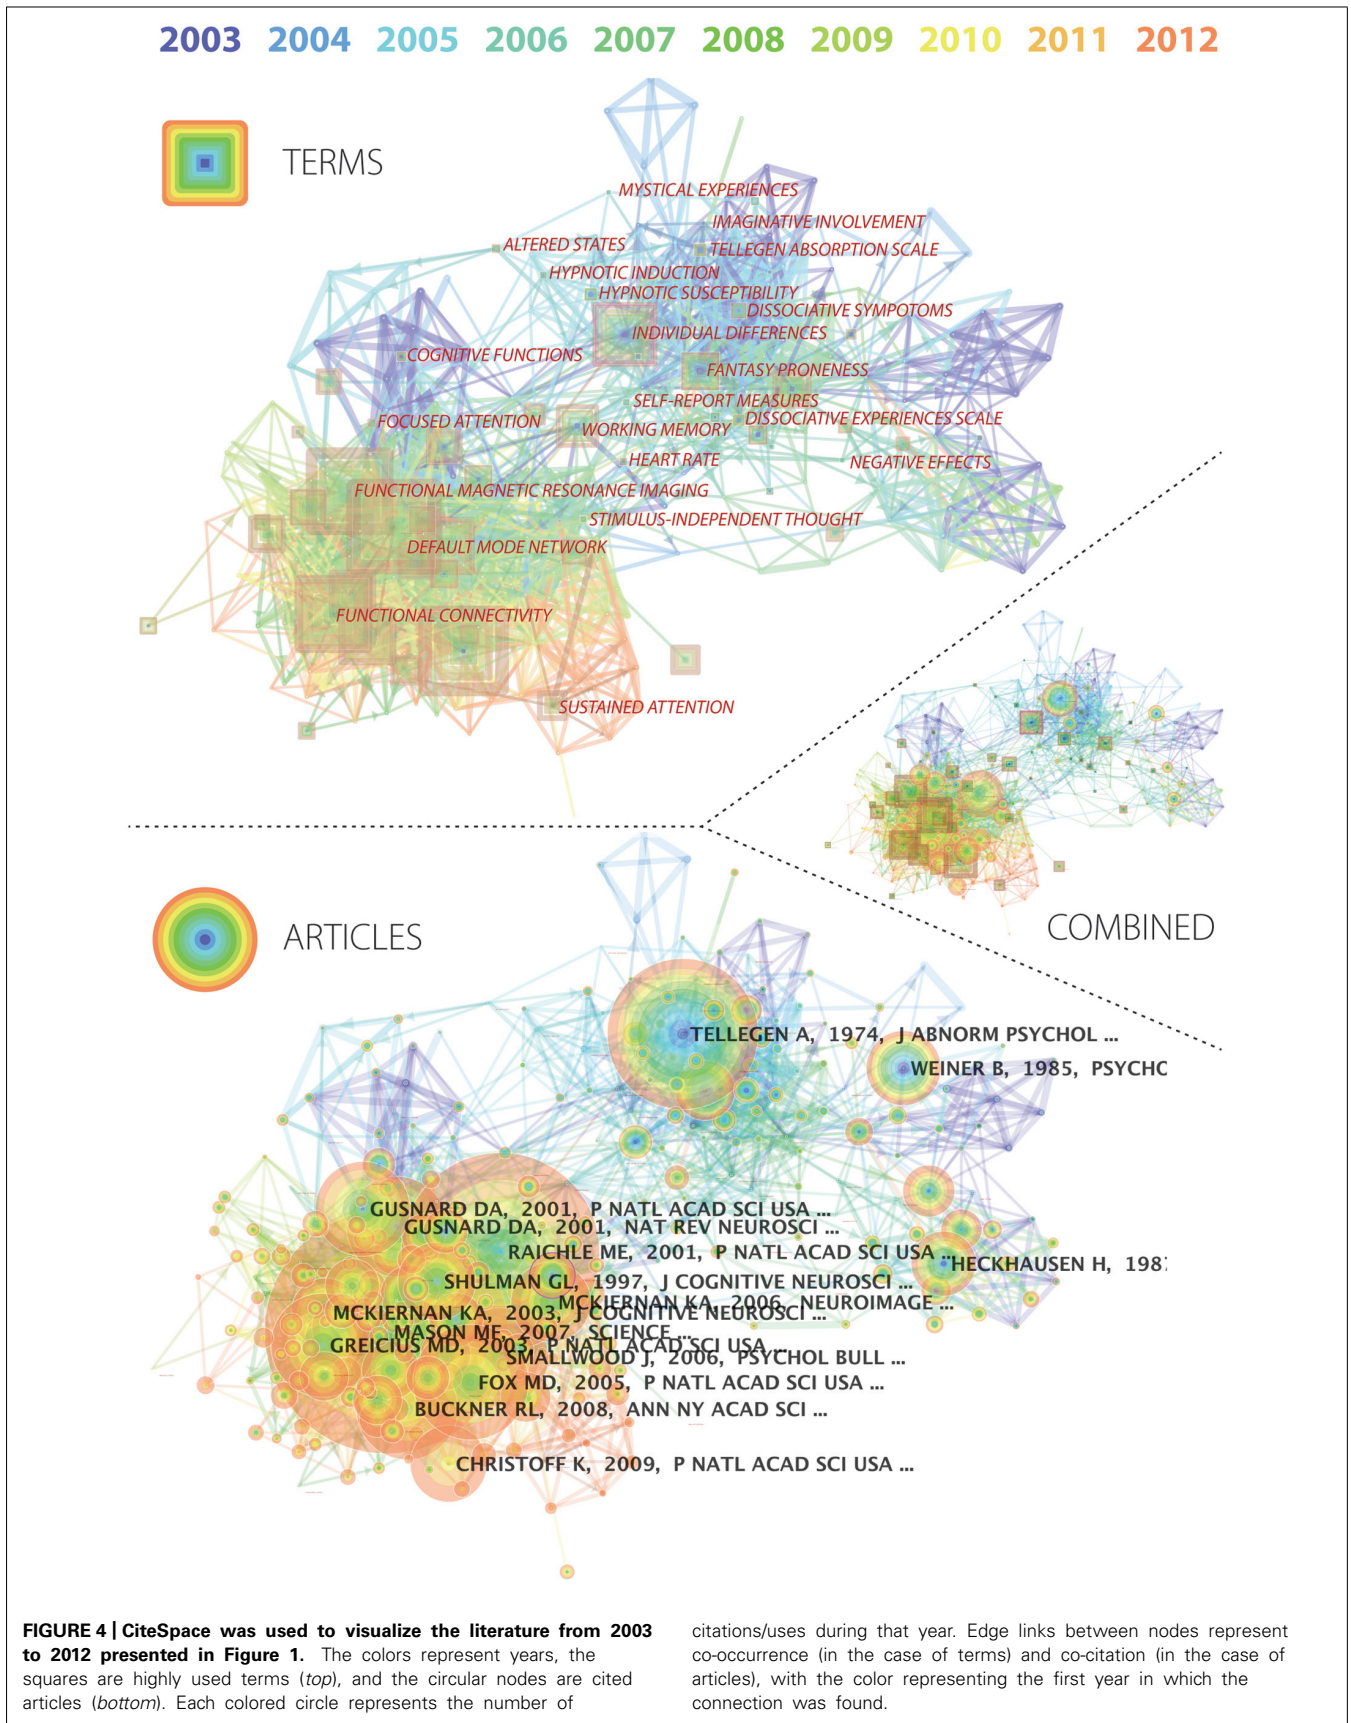 2003 2004 2005 2006 2007 2008 2009 2010 2011 2012
TERMS
MYSTICAL EXPERIENCES
IMAGINATIVE INVOLVEMENT
ALTERED STATES
TELLEGEN ABSORPTION SCALE
HYPNOTIC INDUCTION
HYPNOTIC SUSCEPTIBILITY
DISSOCIATIVE SYMPOTOMS
INDIVIDUAL DIFFERENCES
COGNITIVE FUNCTIONS
FANTASY PRONENESS
SELF-REPORT MEASURES
FOCUSED ATTENTION
DISSOCIATIVE EXPERIENCES SCALE
WORKING MEMORY
HEART RATE
NEGATIVE EFFECTS
FUNCTIONAL MAGNETIC RESONANCE IMAGING
STIMULUS-INDEPENDENT THOUGHT
DEFAULT MODE NETWORK
FUNCTIONAL CONNECTIVITY
SUSTAINED ATTENTION
COMBINED
ARTICLES
TELLEGEN A, 1974, J ABNORM PSYCHOL ...
WEINER B, 1985, PSYCHO
GUSNARD DA, 2001, P NATL ACAD SCI USA ...
GUSNARD DA, 2001, NAT REV NEUROSCI ...
RAICHLE ME, 2001, P NATL ACAD SCI USA ...
HECKHAUSEN H, 198
SHULMAN GL, 1997, J COGNITIVE NEUROSCI ...
MCKIERNAN KA, 2006, NEUROIMAGE ...
MCKIERNAN KA, 2003, J COGNITIVE NEUROSCI ...
MASON MF, 2007, SCIENCE ...
GREICIUS MD, 2003, P NATL ACAD SCI USA ...
SMALLWOOD J, 2006, PSYCHOL BULL ...
FOX MD, 2005, P NATL ACAD SCI USA ...
BUCKNER RL, 2008, ANN NY ACAD SCI ...
CHRISTOFF K, 2009, P NATL ACAD SCI USA ...
FIGURE 4 | CiteSpace was used to visualize the literature from 2003
to 2012 presented in Figure 1. The colors represent years, the
squares are highly used terms (top), and the circular nodes are cited
articles (bottom). Each colored circle represents the number of
citations/uses during that year. Edge links between nodes represent
co-occurrence (in the case of terms) and co-citation (in the case of
articles), with the color representing the first year in which the
connection was found.